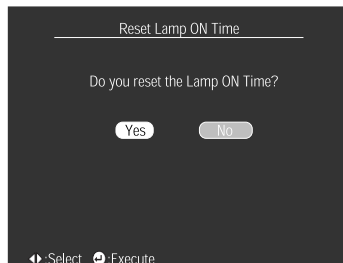 Reset Lamp ON Time
Do you reset the Lamp ON Time?
Yes No
:Select :Execute